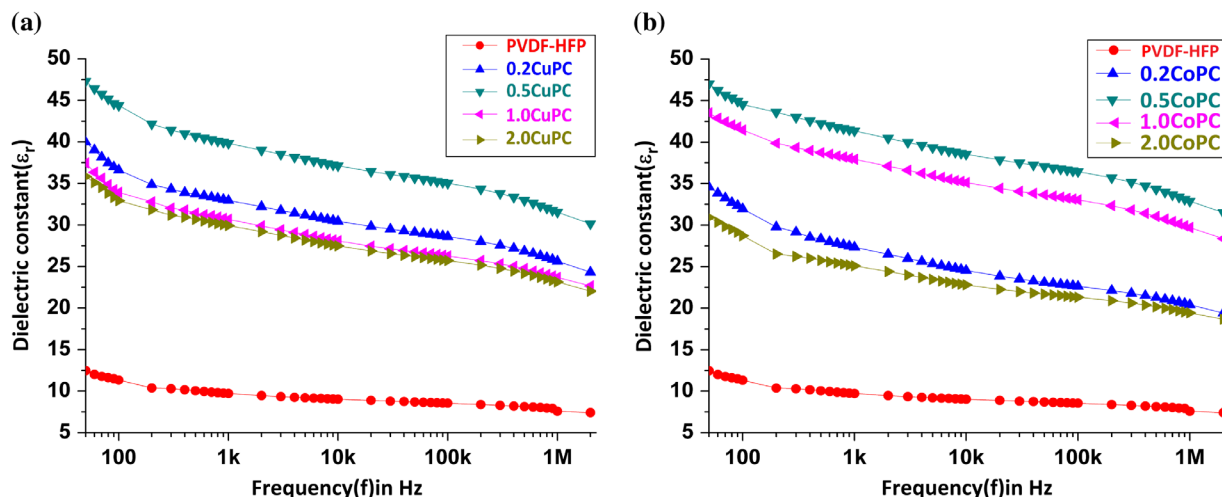 (a)
PVDF-HFP
0.2CuPC
0.5CuPC
1.0CuPC
2.0CuPC
Dielectric constant(εr)
50
45
40
35
30
25
20
15
10
5
100
1k
10k
100k
1M
Frequency(f)in Hz
(b)
PVDF-HFP
0.2CoPC
0.5CoPC
1.0CoPC
2.0CoPC
Dielectric constant(εr)
50
45
40
35
30
25
20
15
10
5
100
1k
10k
100k
1M
Frequency(f)in Hz